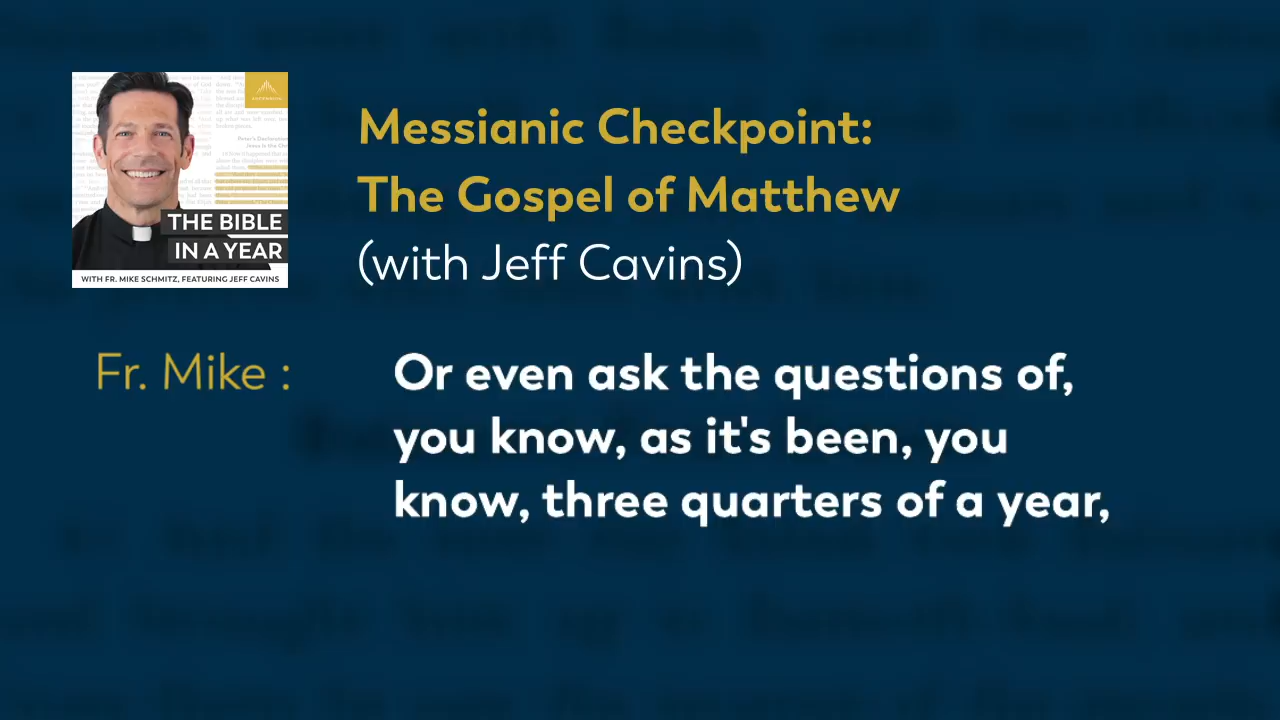 THE BIBLE
IN A YEAR
WITH FR. MIKE SCHMITZ, FEATURING JEFF CAVINS
Messianic Checkpoint:
The Gospel of Matthew
(with Jeff Cavins)
Fr. Mike :
Or even ask the questions of,
you know, as it's been, you
know, three quarters of a year,